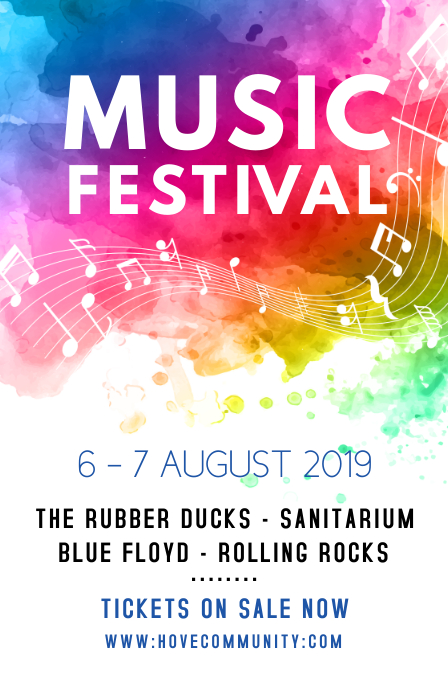 MUSIC
FESTIVAL
6 – 7 AUGUST 2019
THE RUBBER DUCKS - SANITARIUM
BLUE FLOYD - ROLLING ROCKS
........
TICKETS ON SALE NOW
WWW:HOVECOMMUNITY:COM